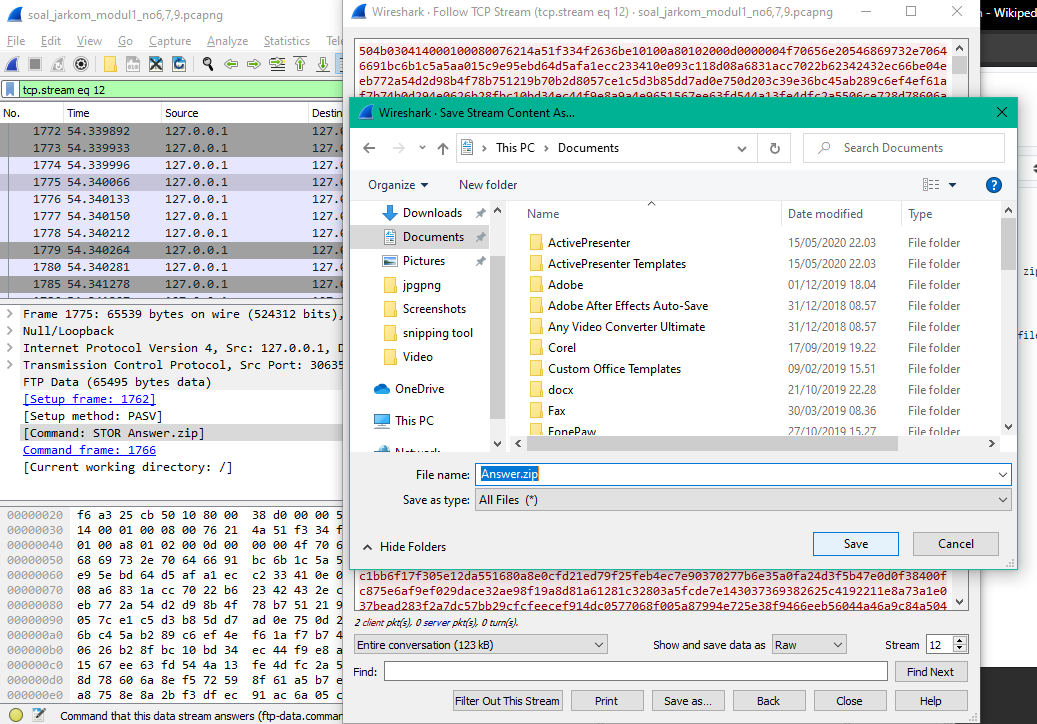 soal_jarkom_modul1_no6,7,9.pcapng
File Edit View Go Capture Analyze Statistics
tcp.stream eq 12
No. Time Source
1772 54.339892 127.0.0.1 127.0
1773 54.339933 127.0.0.1 127.0
1774 54.339996 127.0.0.1 127.0
1775 54.340066 127.0.0.1 127.0
1776 54.340133 127.0.0.1 127.0
1777 54.340150 127.0.0.1 127.0
1778 54.340212 127.0.0.1 127.0
1779 54.340264 127.0.0.1 127.0
1780 54.340281 127.0.0.1 127.0
1785 54.341278 127.0.0.1 127.0
Frame 1775: 65539 bytes on wire (524312 bits),
Null/Loopback
Internet Protocol Version 4, Src: 127.0.0.1, D
Transmission Control Protocol, Src Port: 30635
FTP Data (65495 bytes data)
[Setup frame: 1762]
[Setup method: PASV]
[Command: STOR Answer.zip]
Command frame: 1766
[Current working directory: /]
00000020 f6 a3 25 cb 50 10 80 00 38 d0 00 00 5
00000030 14 00 01 00 08 00 76 21 4a 51 f3 34 f
00000040 01 00 a8 01 02 00 0d 00 00 00 4f 70 6
00000050 68 69 73 2e 70 64 66 91 bc 6b 1c 5a 5
00000060 e9 5e bd 64 d5 af a1 ec c2 33 41 0e 0
00000070 08 a6 83 1a cc 70 22 b6 23 42 43 2e c
00000080 eb 77 2a 54 d2 d9 8b 4f 78 b7 51 21 9
00000090 05 7c e1 c5 d3 b8 5d d7 ad 0e 75 0d 2
000000a0 6b c4 5a b2 89 c6 ef 4e f6 1a f7 b7 4
000000b0 06 26 b2 8f bc 10 bd 34 ec 44 f9 e8 a
000000c0 15 67 ee 63 fd 54 4a 13 fe 4d fc 2a 5
000000d0 8d 78 60 6a 8e f5 72 59 8f 61 a5 b7 e
000000e0 a8 75 8e 8a 2b f3 df ec 91 ac 6a 05 c
Command that this data stream answers (ftp-data.comman
Wireshark · Follow TCP Stream (tcp.stream eq 12) · soal_jarkom_modul1_no6,7,9.pcapng
504b030414000100080076214a51f334f2636be10100a80102000d0000004f70656e20546869732e7064
6691bc6b1c5a5aa015c9e95ebd64d5afa1ecc233410e093c118d08a6831acc7022b62342432ec66be04e
eb772a54d2d98b4f78b751219b70b2d8057ce1c5d3b85dd7ad0e750d203c39e36bc45ab289c6ef4ef61a
Wireshark · Save Stream Content As...
This PC
Documents
Search Documents
Organize
New folder
Downloads
Documents
Pictures
jpgpng
Screenshots
snipping tool
Video
OneDrive
This PC
Network
Name Date modified Type
ActivePresenter 15/05/2020 22.03 File folder
ActivePresenter Templates 15/05/2020 22.03 File folder
Adobe 01/12/2019 18.04 File folder
Adobe After Effects Auto-Save 31/12/2018 08.57 File folder
Any Video Converter Ultimate 31/12/2018 08.57 File folder
Corel 17/09/2019 19.22 File folder
Custom Office Templates 09/02/2019 15.51 File folder
docx 21/10/2019 22.28 File folder
Fax 30/03/2019 08.36 File folder
FonePaw 27/10/2019 15.27 File folder
File name: Answer.zip
Save as type: All Files (*)
Hide Folders
Save
Cancel
c1bb6f17f305e12da551680a8e0cfd21ed79f25feb4ec7e90370277b6e35a0fa24d3f5b47e0d0f38400f
c875e6af9ef029dace32ae98f19a8d81a61281c32803a5fcde7e143037369382625c4192211e8a73a1e0
37bead283f2a7dc57bb29cfcfeecef914dc0577068f005a87994e725e38f9466eeb56044a46a9c84a504
2 client pkt(s), 0 server pkt(s), 0 turn(s).
Entire conversation (123 kB)
Show and save data as
Raw
Stream
12
Find:
Find Next
Filter Out This Stream
Print
Save as...
Back
Close
Help
- Wikiped
zip
file